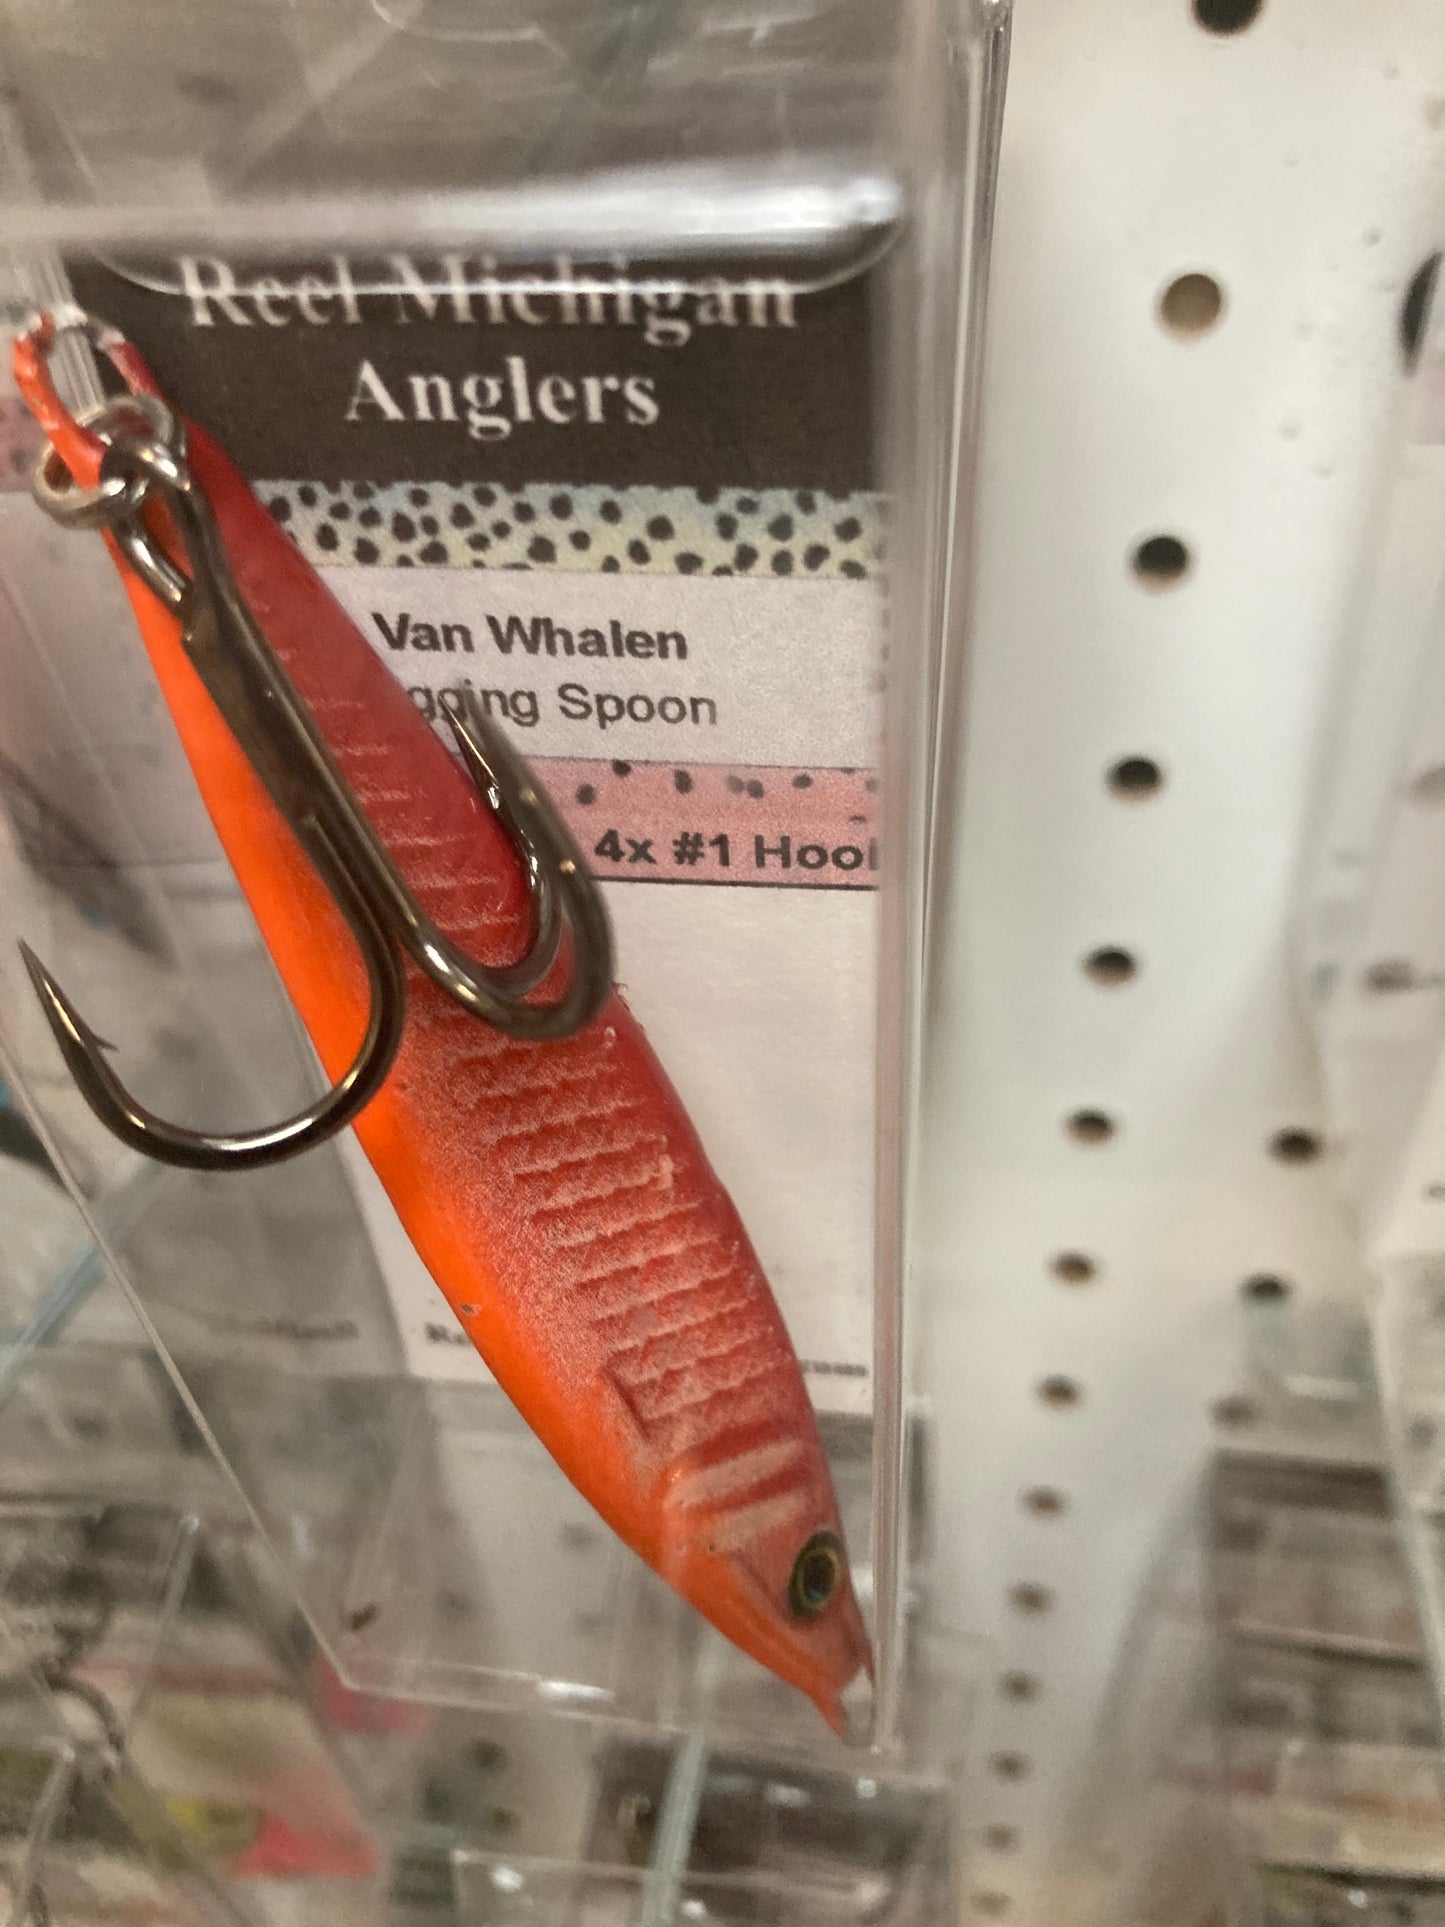 Reel Michigan
Anglers
Van Whalen
gging Spoon
4x #1 Hoo